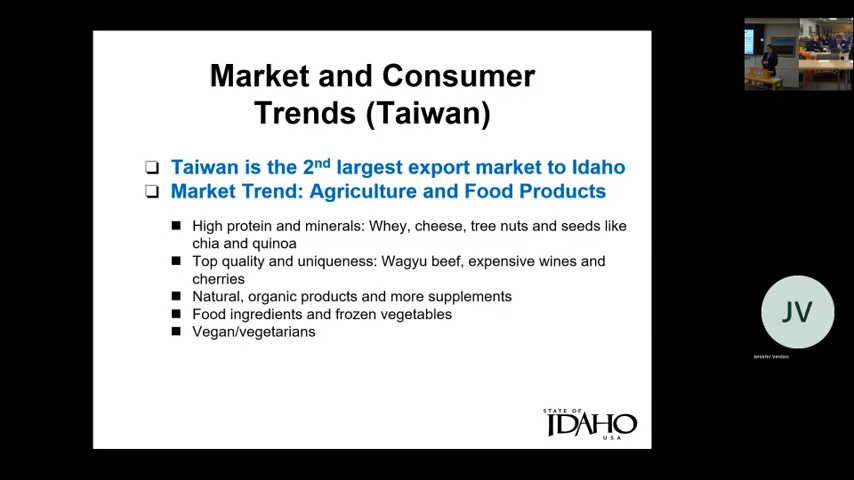 Market and Consumer
Trends (Taiwan)
❑ Taiwan is the 2nd largest export market to Idaho
❑ Market Trend: Agriculture and Food Products
■ High protein and minerals: Whey, cheese, tree nuts and seeds like
chia and quinoa
■ Top quality and uniqueness: Wagyu beef, expensive wines and
cherries
■ Natural, organic products and more supplements
■ Food ingredients and frozen vegetables
■ Vegan/vegetarians
STATE OF
IDAHO
USA
JV
Jennifer Verdon